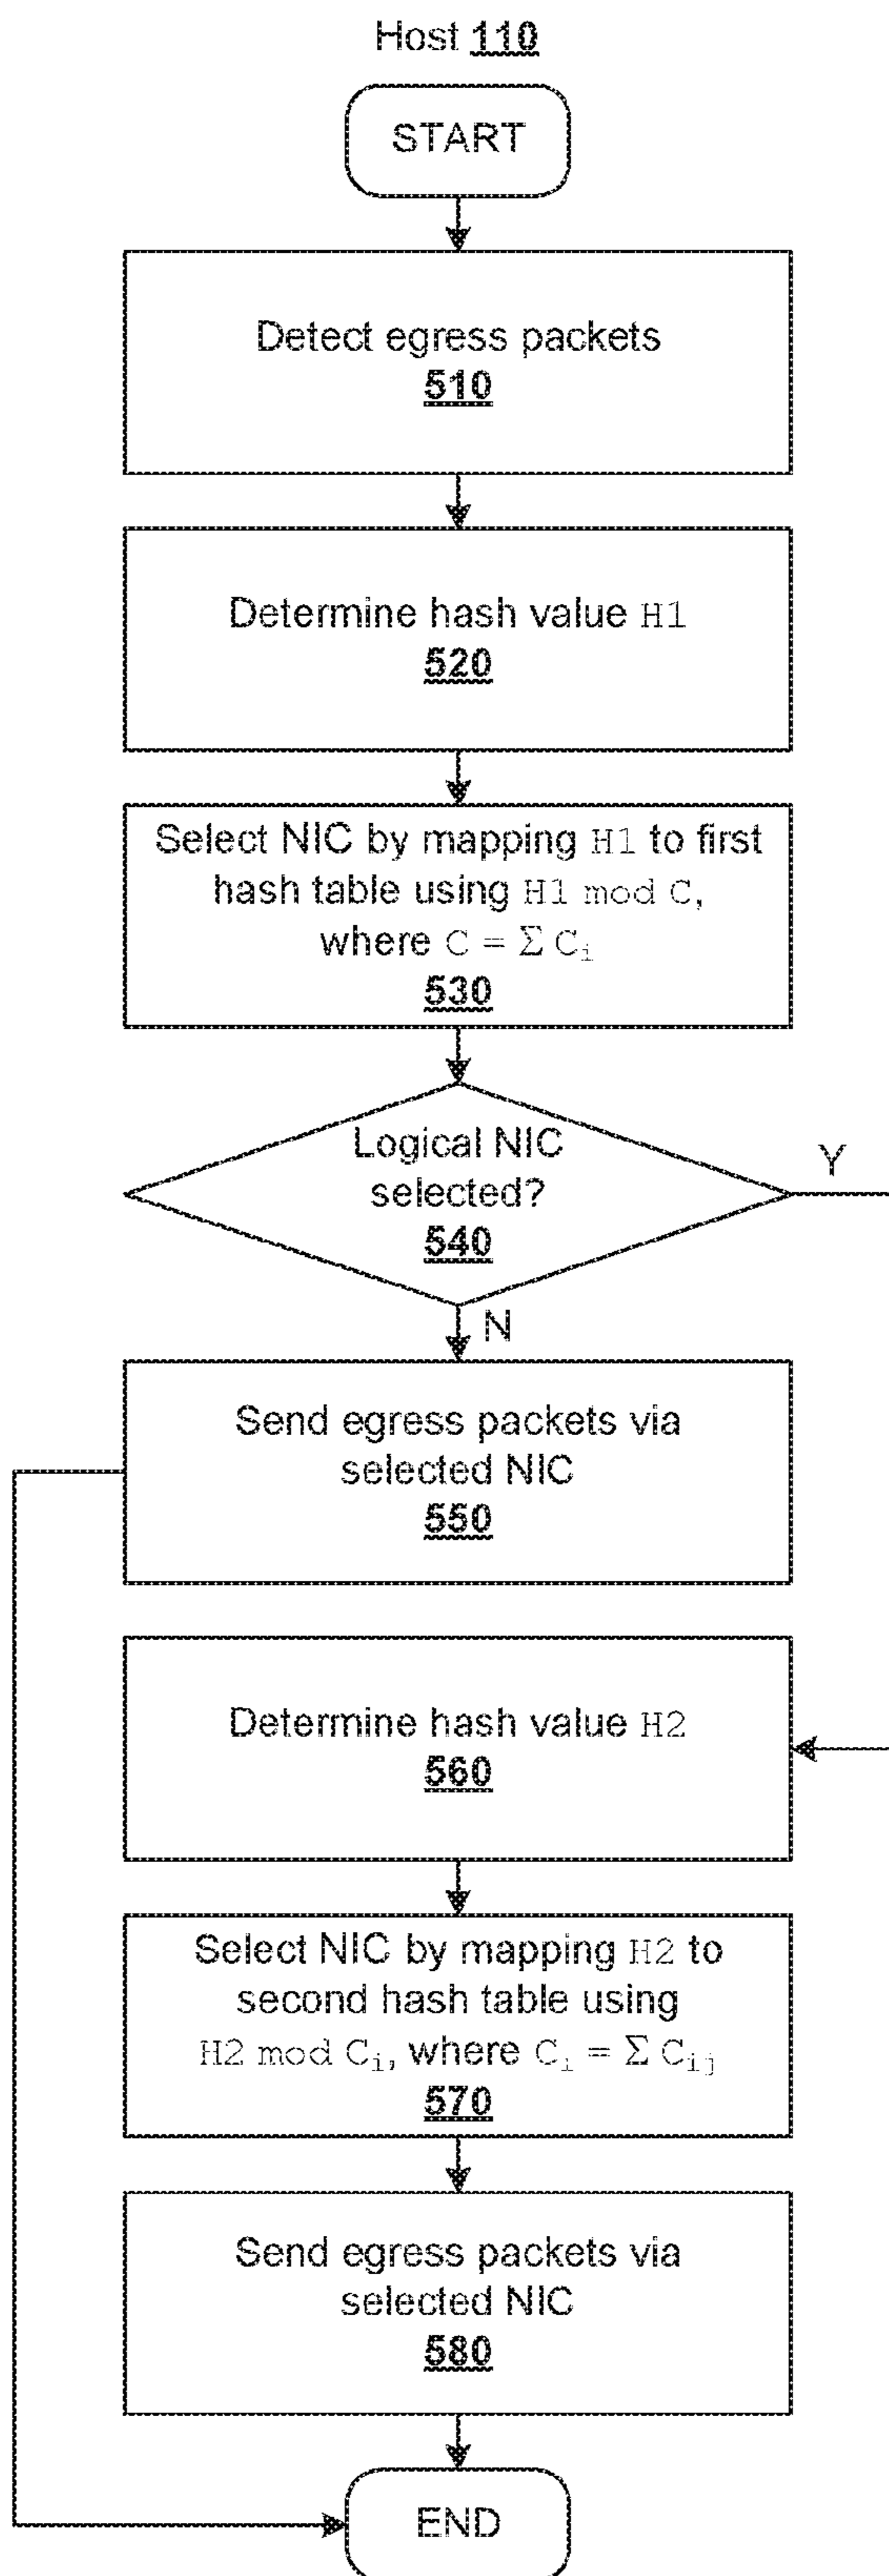 Host 110
START
Detect egress packets
510
Determine hash value H1
520
Select NIC by mapping H1 to first
hash table using H1 mod C,
where C = Σ Cᵢ
530
Logical NIC
selected?
540
Y
N
Send egress packets via
selected NIC
550
Determine hash value H2
560
Select NIC by mapping H2 to
second hash table using
H2 mod Cᵢ, where Cᵢ = Σ Cᵢⱼ
570
Send egress packets via
selected NIC
580
END